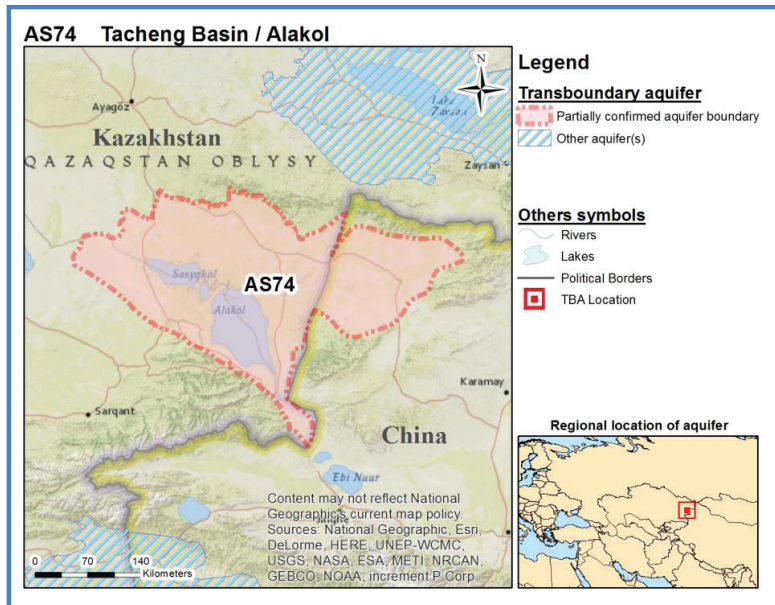 AS74 Tacheng Basin / Alakol
N
Ayagöz
Kazakhstan
QAZAQSTAN OBLYSY
Zaysan
Sasyqkol
AS74
Alakol
Karamay
Sarqant
China
Ebi Nuur
Content may not reflect National
Geographic's current map policy.
Sources: National Geographic, Esri,
DeLorme, HERE, UNEP-WCMC,
USGS, NASA, ESA, METI, NRCAN,
GEBCO, NOAA, increment P Corp
0 70 140
Kilometers
Legend
Transboundary aquifer
Partially confirmed aquifer boundary
Other aquifer(s)
Others symbols
Rivers
Lakes
Political Borders
TBA Location
Regional location of aquifer